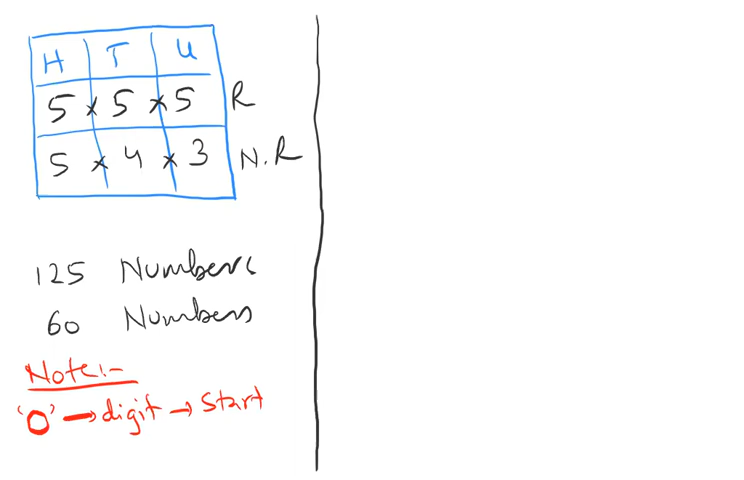 H T U
5 × 5 × 5 R
5 × 4 × 3 N.R
125 Numbers
60 Numbers
Note:-
'0' → digit → Start